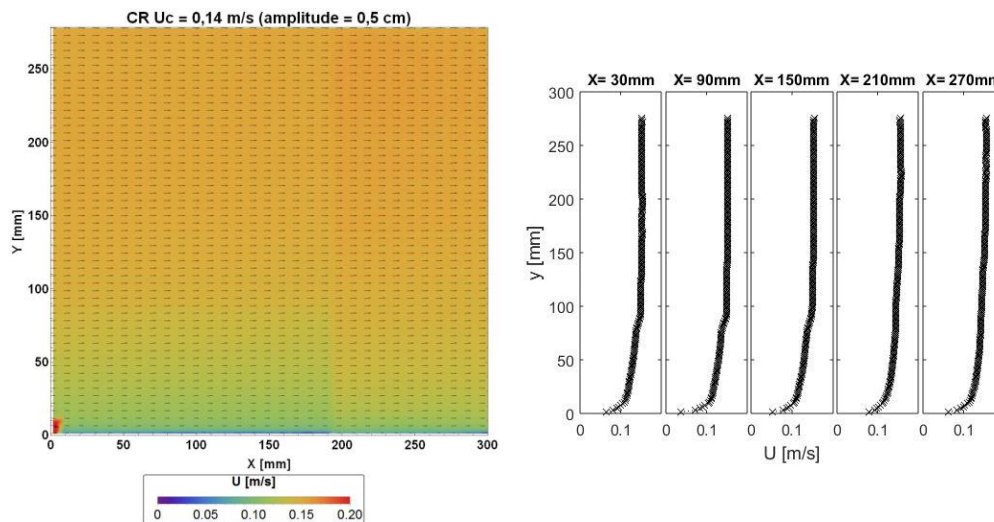 CR Uc = 0,14 m/s (amplitude = 0,5 cm)
250
200
150
100
50
0
Y [mm]
0 50 100 150 200 250 300
X [mm]
U [m/s]
0 0.05 0.10 0.15 0.20
X= 30mm X= 90mm X= 150mm X= 210mm X= 270mm
300
250
200
150
100
50
0
y [mm]
0 0.1 0 0.1 0 0.1 0 0.1 0 0.1
U [m/s]